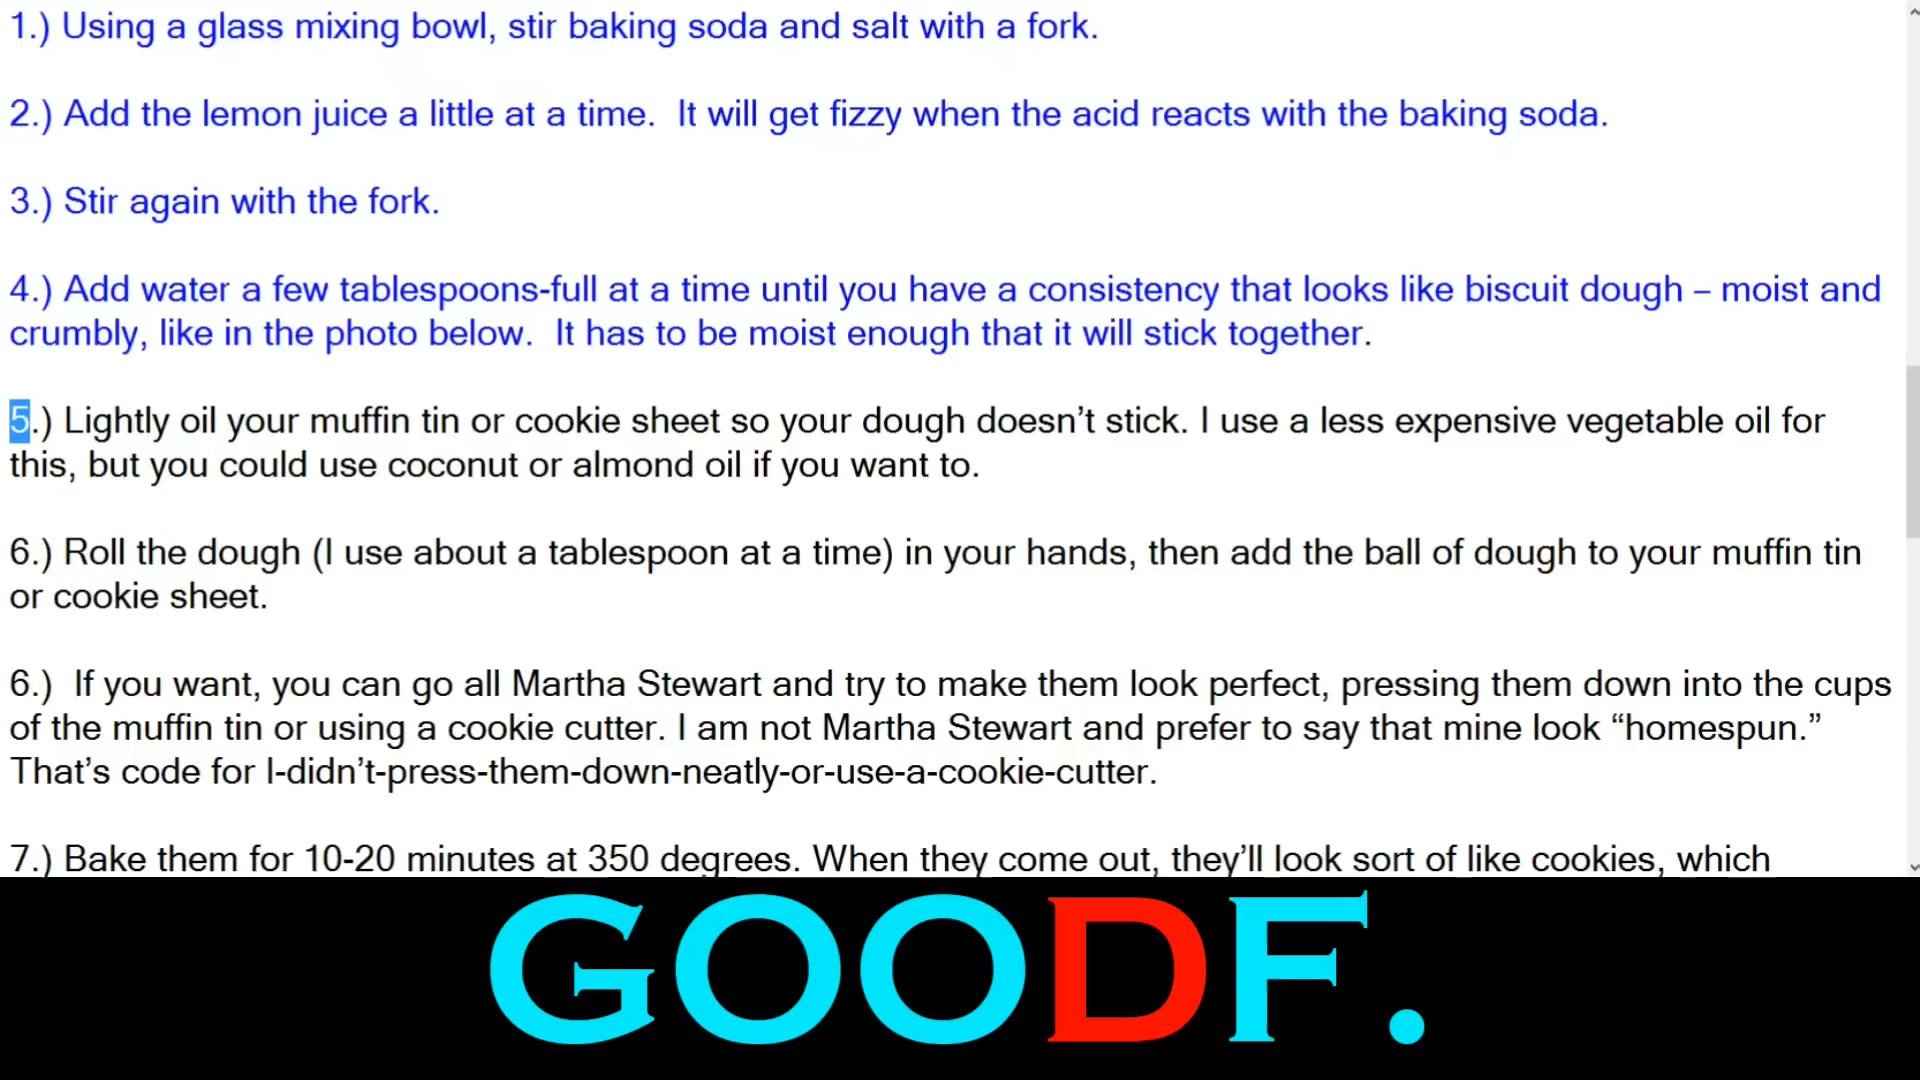 1.) Using a glass mixing bowl, stir baking soda and salt with a fork.
2.) Add the lemon juice a little at a time.  It will get fizzy when the acid reacts with the baking soda.
3.) Stir again with the fork.
4.) Add water a few tablespoons-full at a time until you have a consistency that looks like biscuit dough – moist and
crumbly, like in the photo below.  It has to be moist enough that it will stick together.
5.) Lightly oil your muffin tin or cookie sheet so your dough doesn’t stick. I use a less expensive vegetable oil for
this, but you could use coconut or almond oil if you want to.
6.) Roll the dough (I use about a tablespoon at a time) in your hands, then add the ball of dough to your muffin tin
or cookie sheet.
6.)  If you want, you can go all Martha Stewart and try to make them look perfect, pressing them down into the cups
of the muffin tin or using a cookie cutter. I am not Martha Stewart and prefer to say that mine look “homespun.”
That’s code for I-didn’t-press-them-down-neatly-or-use-a-cookie-cutter.
7.) Bake them for 10-20 minutes at 350 degrees. When they come out, they’ll look sort of like cookies, which
GOODF.